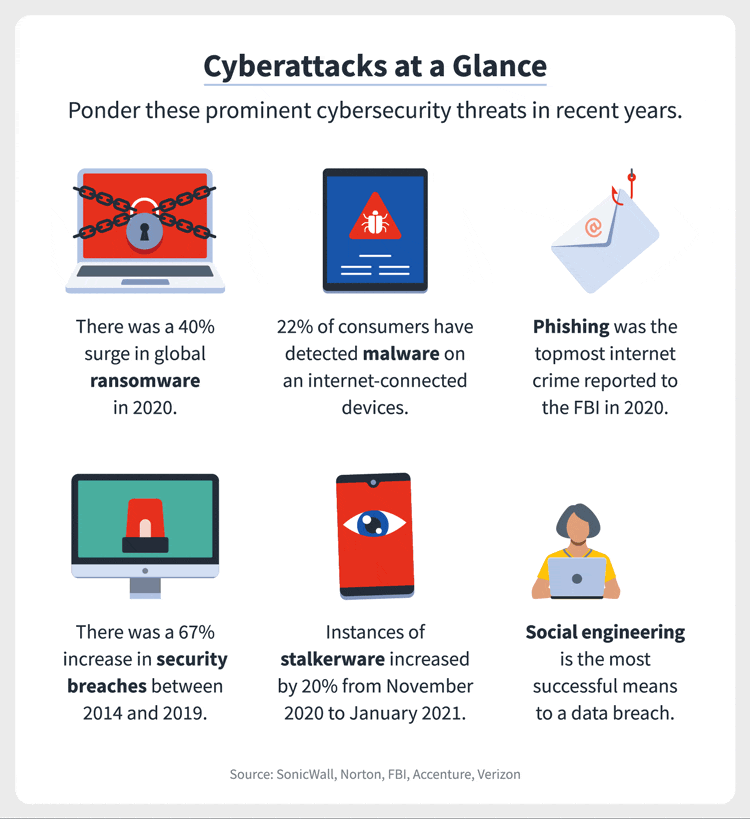 Cyberattacks at a Glance
Ponder these prominent cybersecurity threats in recent years.
@
There was a 40%
surge in global
ransomware
in 2020.
22% of consumers have
detected malware on
an internet-connected
devices.
Phishing was the
topmost internet
crime reported to
the FBI in 2020.
There was a 67%
increase in security
breaches between
2014 and 2019.
Instances of
stalkerware increased
by 20% from November
2020 to January 2021.
Social engineering
is the most
successful means
to a data breach.
Source: SonicWall, Norton, FBI, Accenture, Verizon